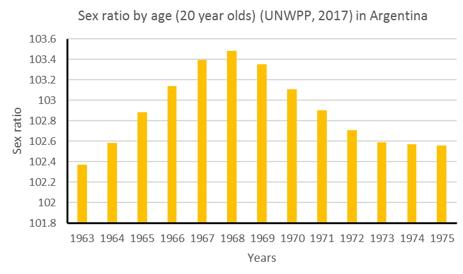 Sex ratio by age (20 year olds) (UNWPP, 2017) in Argentina
103.6
103.4
103.2
103
102.8
102.6
102.4
102.2
102
101.8
Sex ratio
1963 1964 1965 1966 1967 1968 1969 1970 1971 1972 1973 1974 1975
Years